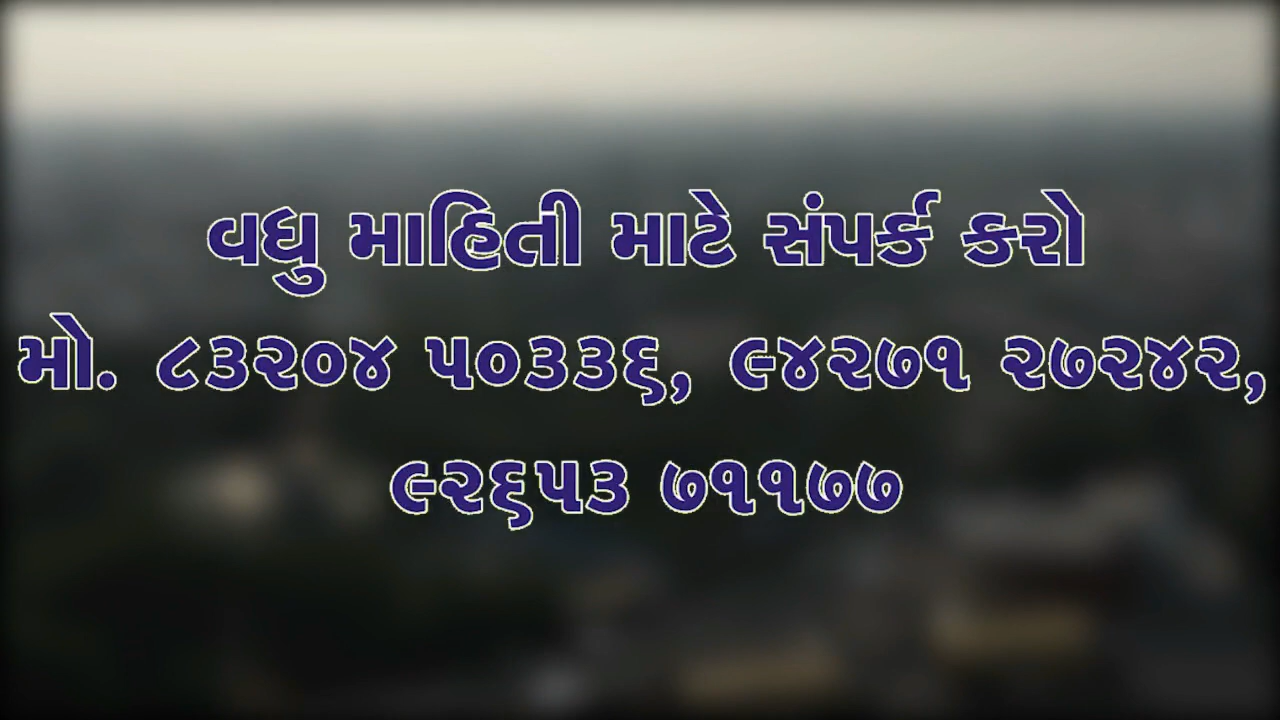 વધુ માહિતી માટે સંપર્ક કરો
મો. ૮૩૨૦૪ ૫૦૩૩૬, ૯૪૨૭૧ ૨૭૨૪૨,
૯૨૬૫૩ ૭૧૧૭૭